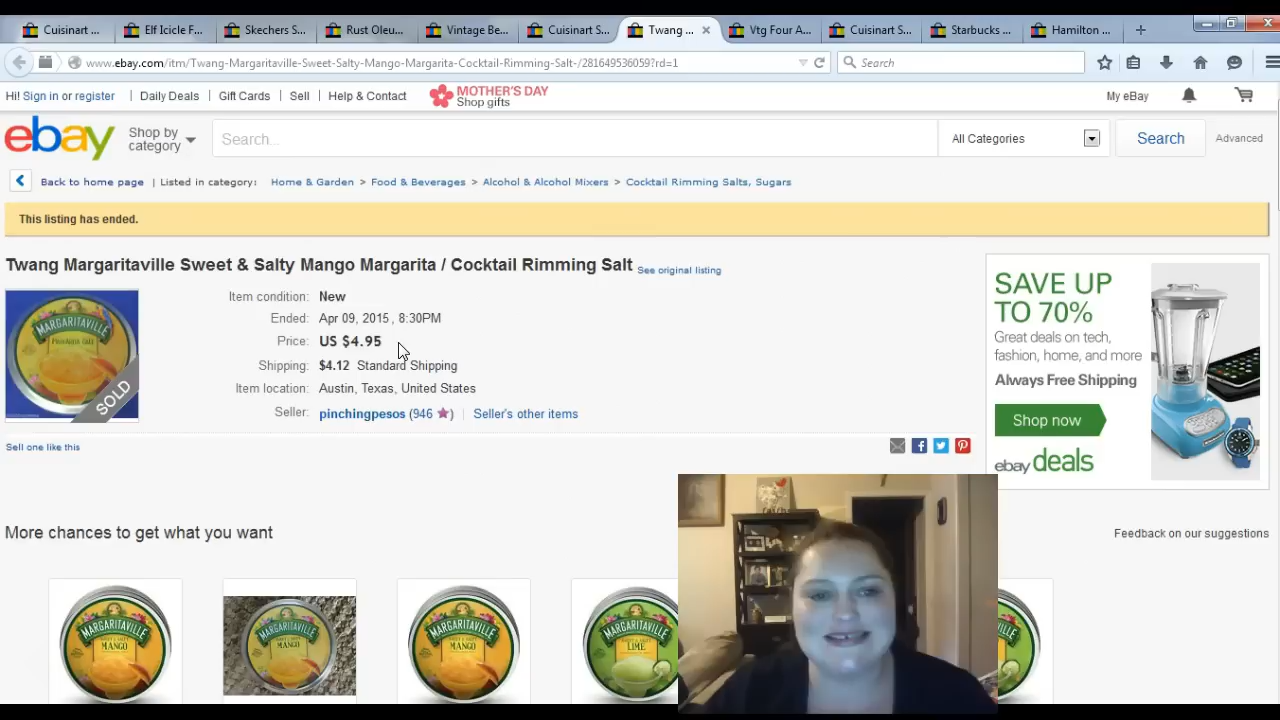 Cuisinart ...
Elf Icicle F...
Skechers S...
Rust Oleu...
Vintage Be...
Cuisinart S...
Twang ...
Vtg Four A...
Cuisinart S...
Starbucks ...
Hamilton ...
www.ebay.com/itm/Twang-Margaritaville-Sweet-Salty-Mango-Margarita-Cocktail-Rimming-Salt-/281649536059?rd=1
Search
Hi! Sign in or register
Daily Deals
Gift Cards
Sell
Help & Contact
MOTHER'S DAY
Shop gifts
My eBay
ebay
Shop by
category
Search...
All Categories
Search
Advanced
Back to home page | Listed in category: Home & Garden > Food & Beverages > Alcohol & Alcohol Mixers > Cocktail Rimming Salts, Sugars
This listing has ended.
Twang Margaritaville Sweet & Salty Mango Margarita / Cocktail Rimming Salt See original listing
Item condition: New
Ended: Apr 09, 2015 , 8:30PM
Price: US $4.95
Shipping: $4.12 Standard Shipping
Item location: Austin, Texas, United States
Seller: pinchingpesos (946 ) | Seller's other items
MARGARITAVILLE
SOLD
Sell one like this
SAVE UP
TO 70%
Great deals on tech,
fashion, home, and more
Always Free Shipping
Shop now
ebay deals
More chances to get what you want
Feedback on our suggestions
MARGARITAVILLE
MANGO
MARGARITAVILLE
MANGO
MARGARITAVILLE
MANGO
MARGARITAVILLE
LIME